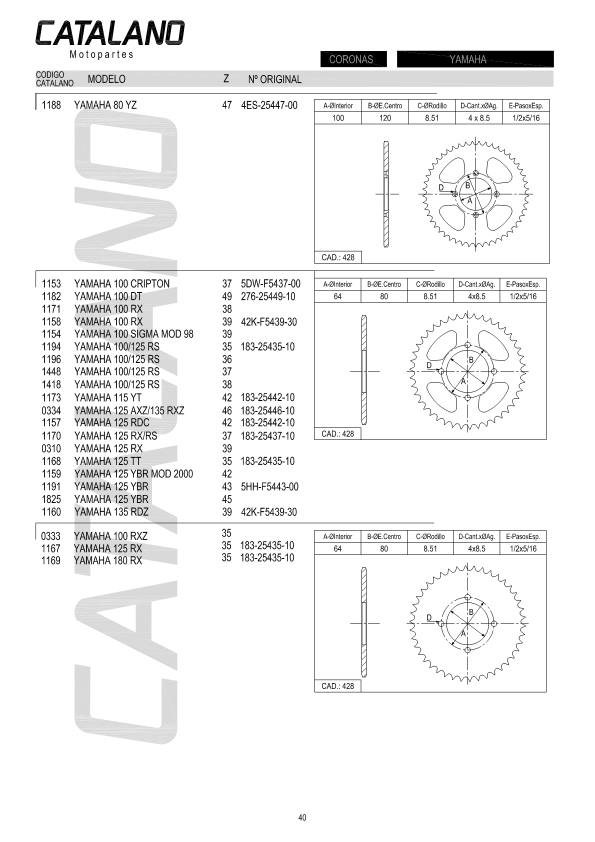 CATALANO
Motopartes
CORONAS YAMAHA
CODIGO CATALANO MODELO Z Nº ORIGINAL
1188 YAMAHA 80 YZ 47 4ES-25447-00
A-ØInterior B-ØE.Centro C-ØRodillo D-Cant.xØAg. E-PasoxEsp.
100 120 8.51 4 x 8.5 1/2x5/16
D B A
CAD.: 428
1153 YAMAHA 100 CRIPTON 37 5DW-F5437-00
1182 YAMAHA 100 DT 49 276-25449-10
1171 YAMAHA 100 RX 38
1158 YAMAHA 100 RX 39 42K-F5439-30
1154 YAMAHA 100 SIGMA MOD 98 39
1194 YAMAHA 100/125 RS 35 183-25435-10
1196 YAMAHA 100/125 RS 36
1448 YAMAHA 100/125 RS 37
1418 YAMAHA 100/125 RS 38
1173 YAMAHA 115 YT 42 183-25442-10
0334 YAMAHA 125 AXZ/135 RXZ 46 183-25446-10
1157 YAMAHA 125 RDC 42 183-25442-10
1170 YAMAHA 125 RX/RS 37 183-25437-10
0310 YAMAHA 125 RX 39
1168 YAMAHA 125 TT 35 183-25435-10
1159 YAMAHA 125 YBR MOD 2000 42
1191 YAMAHA 125 YBR 43 5HH-F5443-00
1825 YAMAHA 125 YBR 45
1160 YAMAHA 135 RDZ 39 42K-F5439-30
A-ØInterior B-ØE.Centro C-ØRodillo D-Cant.xØAg. E-PasoxEsp.
64 80 8.51 4x8.5 1/2x5/16
D B A
CAD.: 428
0333 YAMAHA 100 RXZ 35
1167 YAMAHA 125 RX 35 183-25435-10
1169 YAMAHA 180 RX 35 183-25435-10
A-ØInterior B-ØE.Centro C-ØRodillo D-Cant.xØAg. E-PasoxEsp.
64 80 8.51 4x8.5 1/2x5/16
D B A
CAD.: 428
CATALANO
40